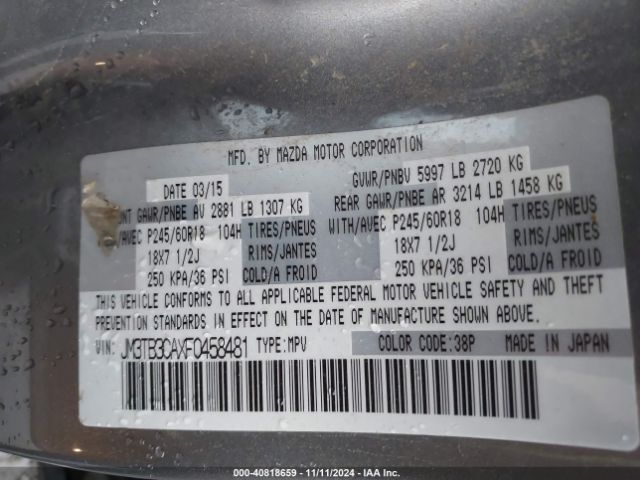 MFD. BY MAZDA MOTOR CORPORATION
DATE 03/15 GVWR/PNBV 5997 LB 2720 KG
GAWR/PNBE AV 2881 LB 1307 KG REAR GAWR/PNBE AR 3214 LB 1458 KG
/AVEC P245/60R18 104H TIRES/PNEUS WITH/AVEC P245/60R18 104H TIRES/PNEUS
18X7 1/2J RIMS/JANTES 18X7 1/2J RIMS/JANTES
250 KPA/36 PSI COLD/A FROID 250 KPA/36 PSI COLD/A FROID
THIS VEHICLE CONFORMS TO ALL APPLICABLE FEDERAL MOTOR VEHICLE SAFETY AND THEFT
PREVENTION STANDARDS IN EFFECT ON THE DATE OF MANUFACTURE SHOWN ABOVE.
VIN: JM3TB3CAXF0458481 TYPE:MPV COLOR CODE:38P MADE IN JAPAN
000-40818659 - 11/11/2024 - IAA Inc.